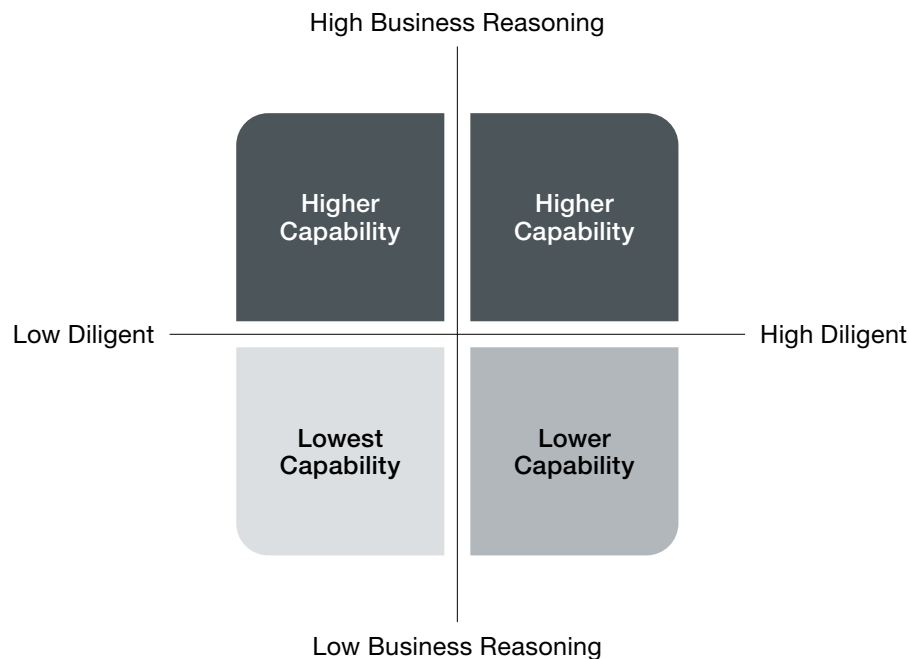 High Business Reasoning
Higher
Capability
Higher
Capability
Low Diligent
High Diligent
Lowest
Capability
Lower
Capability
Low Business Reasoning